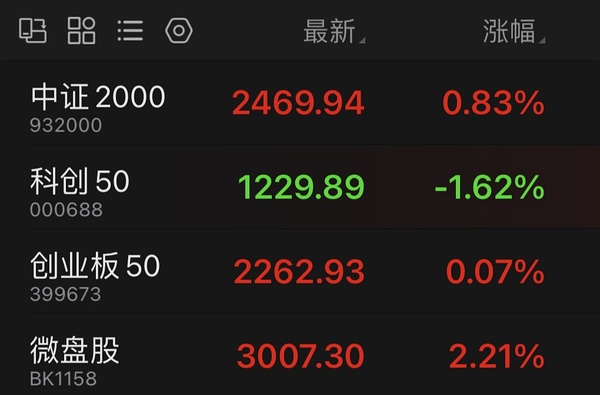 最新 涨幅
中证2000 2469.94 0.83%
932000
科创50 1229.89 -1.62%
000688
创业板50 2262.93 0.07%
399673
微盘股 3007.30 2.21%
BK1158